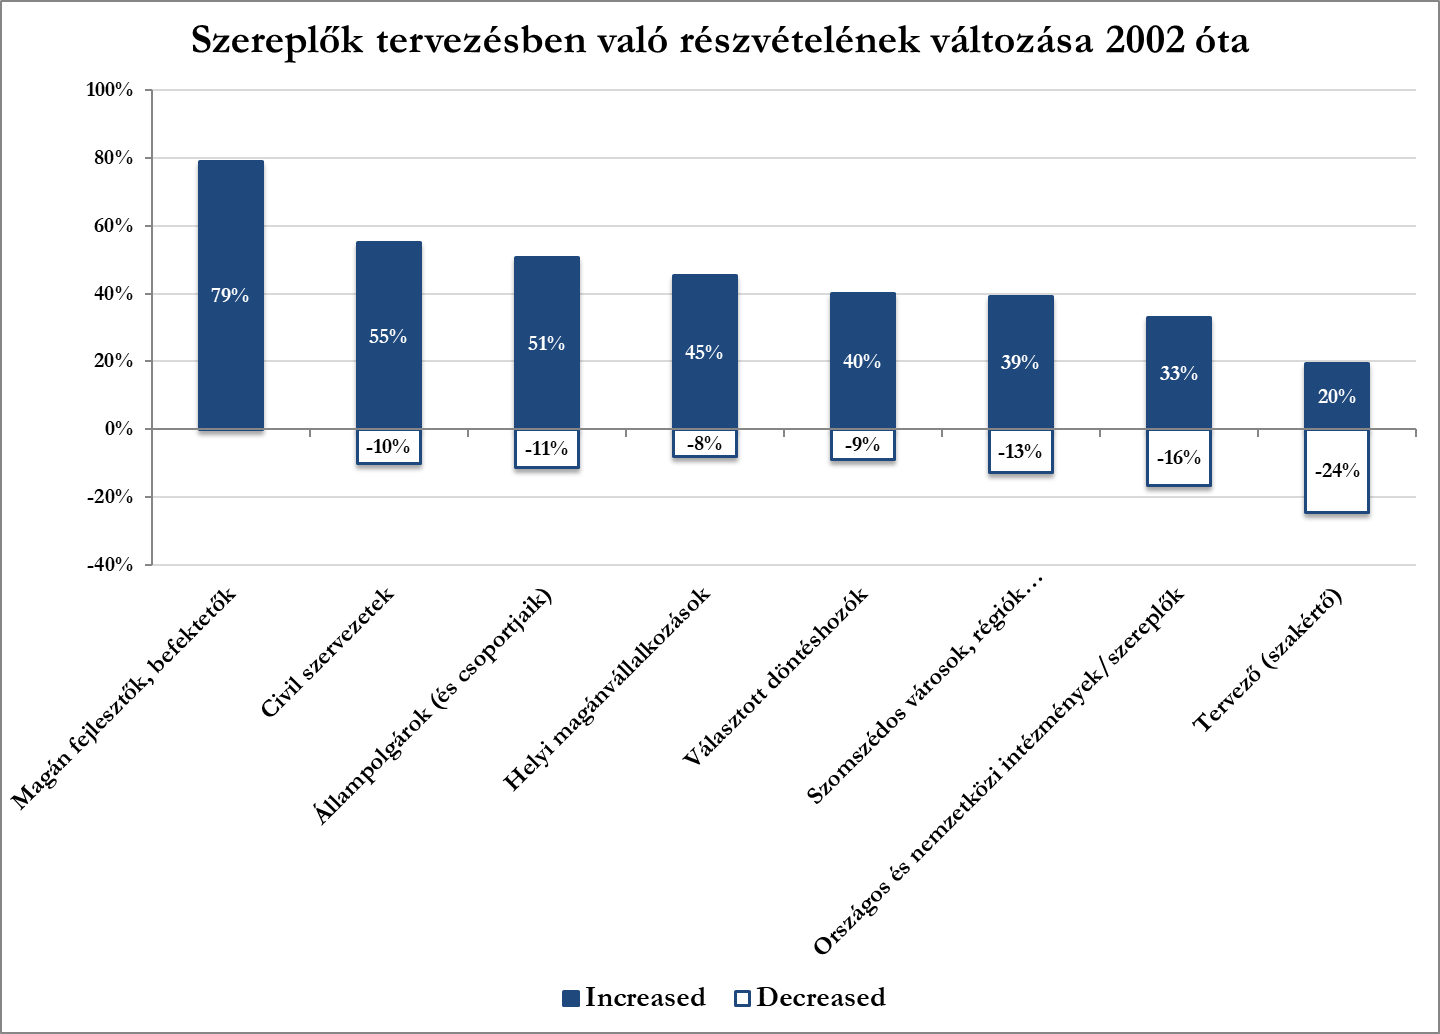 Szereplők tervezésben való részvételének változása 2002 óta
100%
80%
60%
40%
20%
0%
-20%
-40%
79%
55%
51%
45%
40%
39%
33%
20%
-10%
-11%
-8%
-9%
-13%
-16%
-24%
Magán fejlesztők, befektetők
Civil szervezetek
Állampolgárok (és csoportjaik)
Helyi magánvállalkozások
Választott döntéshozók
Szomszédos városok, régiók…
Országos és nemzetközi intézmények/szereplők
Tervező (szakértő)
Increased
Decreased